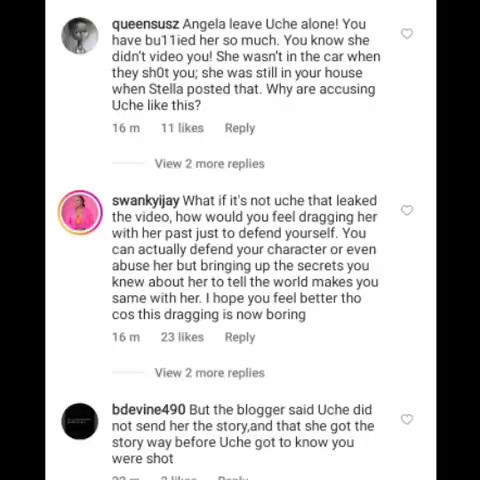 queensusz Angela leave Uche alone! You
have bu11ied her so much. You know she
didn't video you! She wasn't in the car when
they sh0t you; she was still in your house
when Stella posted that. Why are accusing
Uche like this?
16 m 11 likes Reply
View 2 more replies
swankyijay What if it's not uche that leaked
the video, how would you feel dragging her
with her past just to defend yourself. You
can actually defend your character or even
abuse her but bringing up the secrets you
knew about her to tell the world makes you
same with her. I hope you feel better tho
cos this dragging is now boring
16 m 23 likes Reply
View 2 more replies
bdevine490 But the blogger said Uche did
not send her the story,and that she got the
story way before Uche got to know you
were shot